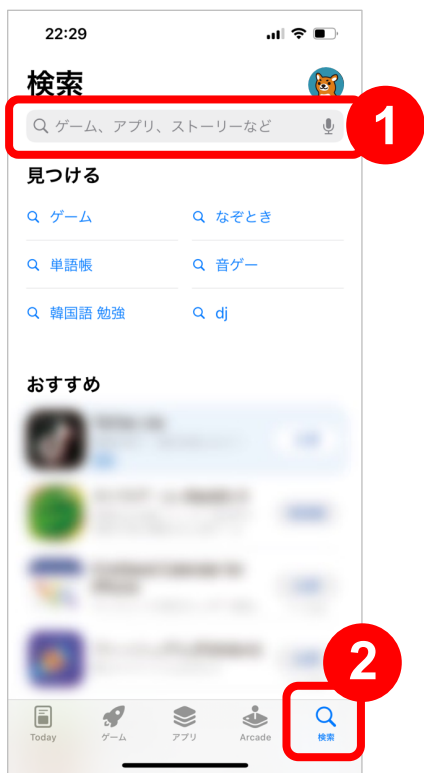 22:29
検索
ゲーム、アプリ、ストーリーなど
1
見つける
ゲーム
なぞとき
単語帳
音ゲー
韓国語 勉強
dj
おすすめ
2
Today
ゲーム
アプリ
Arcade
検索